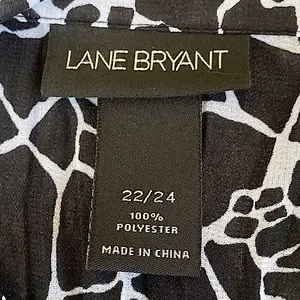 LANE BRYANT
22/24
100%
POLYESTER
MADE IN CHINA